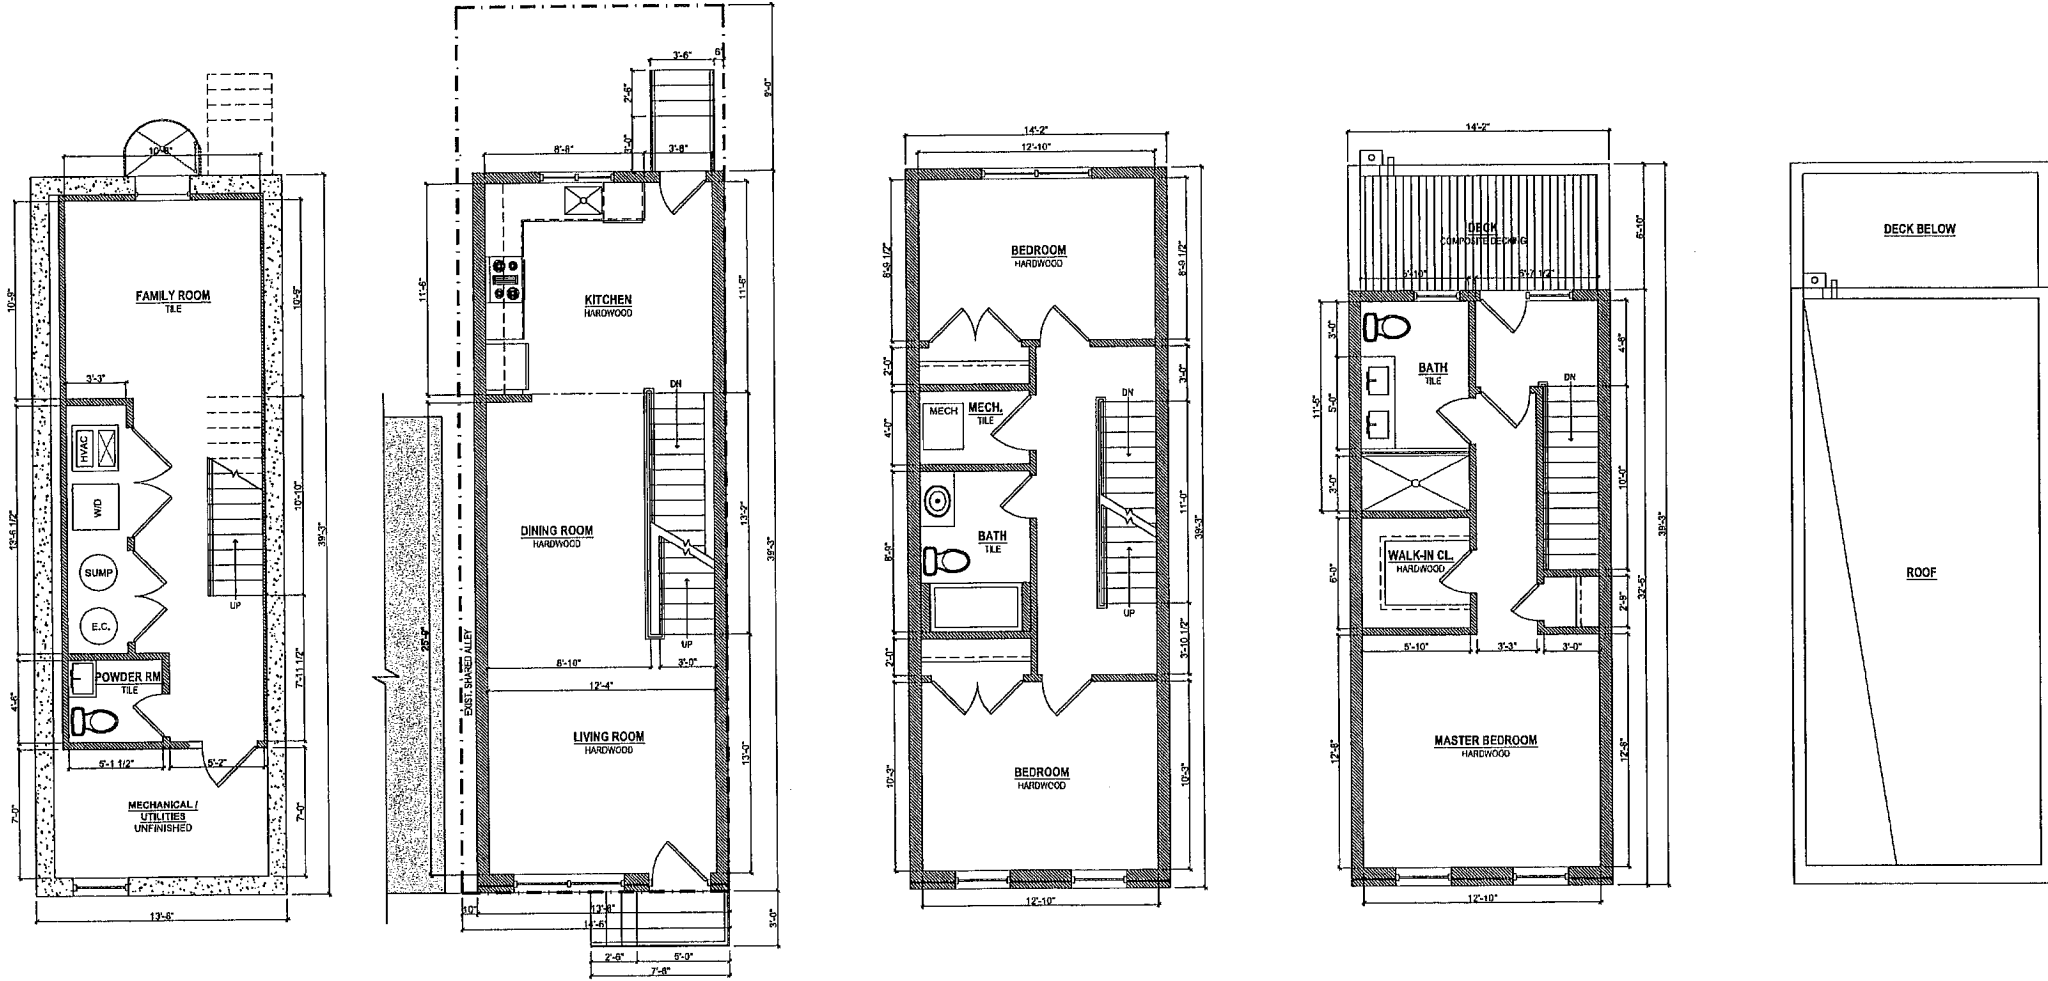 10'-8"
FAMILY ROOM
TILE
10'-9"
10'-9"
3'-3"
HVAC
W/D
SUMP
E.C.
13'-6 1/2"
10'-10"
39'-3"
UP
7'-11 1/2"
POWDER RM
TILE
4'-6"
5'-1 1/2"
5'-2"
7'-0"
7'-0"
MECHANICAL /
UTILITIES
UNFINISHED
13'-6"
3'-6"
6"
2'-6"
3'-0"
9'-0"
8'-8"
3'-8"
11'-6"
11'-6"
KITCHEN
HARDWOOD
DN
13'-2"
39'-3"
DINING ROOM
HARDWOOD
UP
25'-9"
EXIST. SHARED ALLEY
8'-10"
3'-0"
12'-4"
LIVING ROOM
HARDWOOD
13'-0"
10"
13'-8"
14'-6"
3'-0"
2'-6"
5'-0"
7'-6"
14'-2"
12'-10"
BEDROOM
HARDWOOD
8'-9 1/2"
8'-9 1/2"
2'-0"
3'-0"
MECH
MECH.
TILE
4'-0"
DN
11'-0"
39'-3"
BATH
TILE
8'-9"
UP
2'-0"
3'-10 1/2"
BEDROOM
HARDWOOD
10'-3"
10'-3"
12'-10"
14'-2"
DECK
COMPOSITE DECKING
6'-10"
5'-10"
5'-7 1/2"
3'-0"
4'-8"
BATH
TILE
DN
11'-5"
5'-0"
3'-0"
10'-0"
WALK-IN CL.
HARDWOOD
6'-0"
2'-9"
32'-5"
39'-3"
5'-10"
3'-3"
3'-0"
MASTER BEDROOM
HARDWOOD
12'-8"
12'-8"
12'-10"
DECK BELOW
ROOF